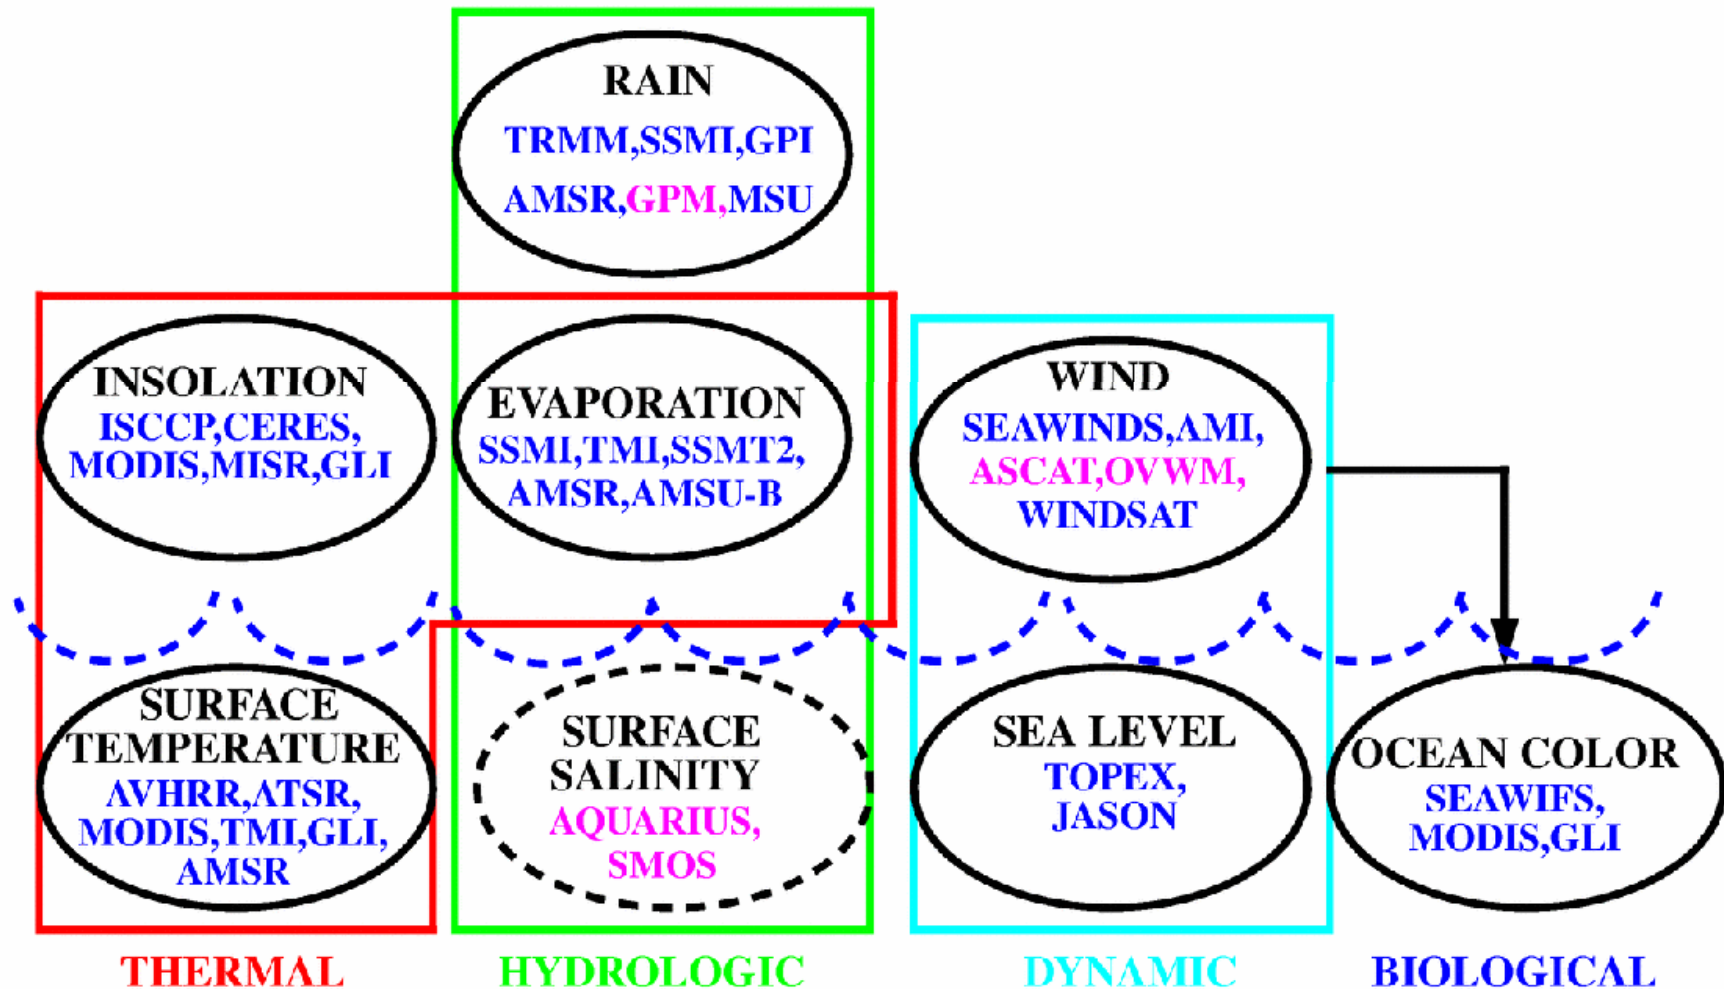 RAIN
TRMM,SSMI,GPI
AMSR,GPM,MSU
INSOLATION
ISCCP,CERES,
MODIS,MISR,GLI
EVAPORATION
SSMI,TMI,SSMT2,
AMSR,AMSU-B
WIND
SEAWINDS,AMI,
ASCAT,OVWM,
WINDSAT
SURFACE
TEMPERATURE
AVHRR,ATSR,
MODIS,TMI,GLI,
AMSR
SURFACE
SALINITY
AQUARIUS,
SMOS
SEA LEVEL
TOPEX,
JASON
OCEAN COLOR
SEAWIFS,
MODIS,GLI
THERMAL
HYDROLOGIC
DYNAMIC
BIOLOGICAL